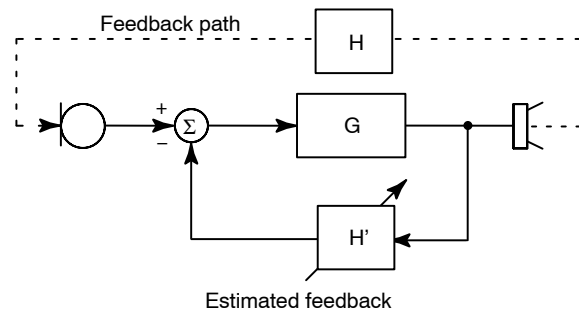 Feedback path
H
+
−
Σ
G
H’
Estimated feedback